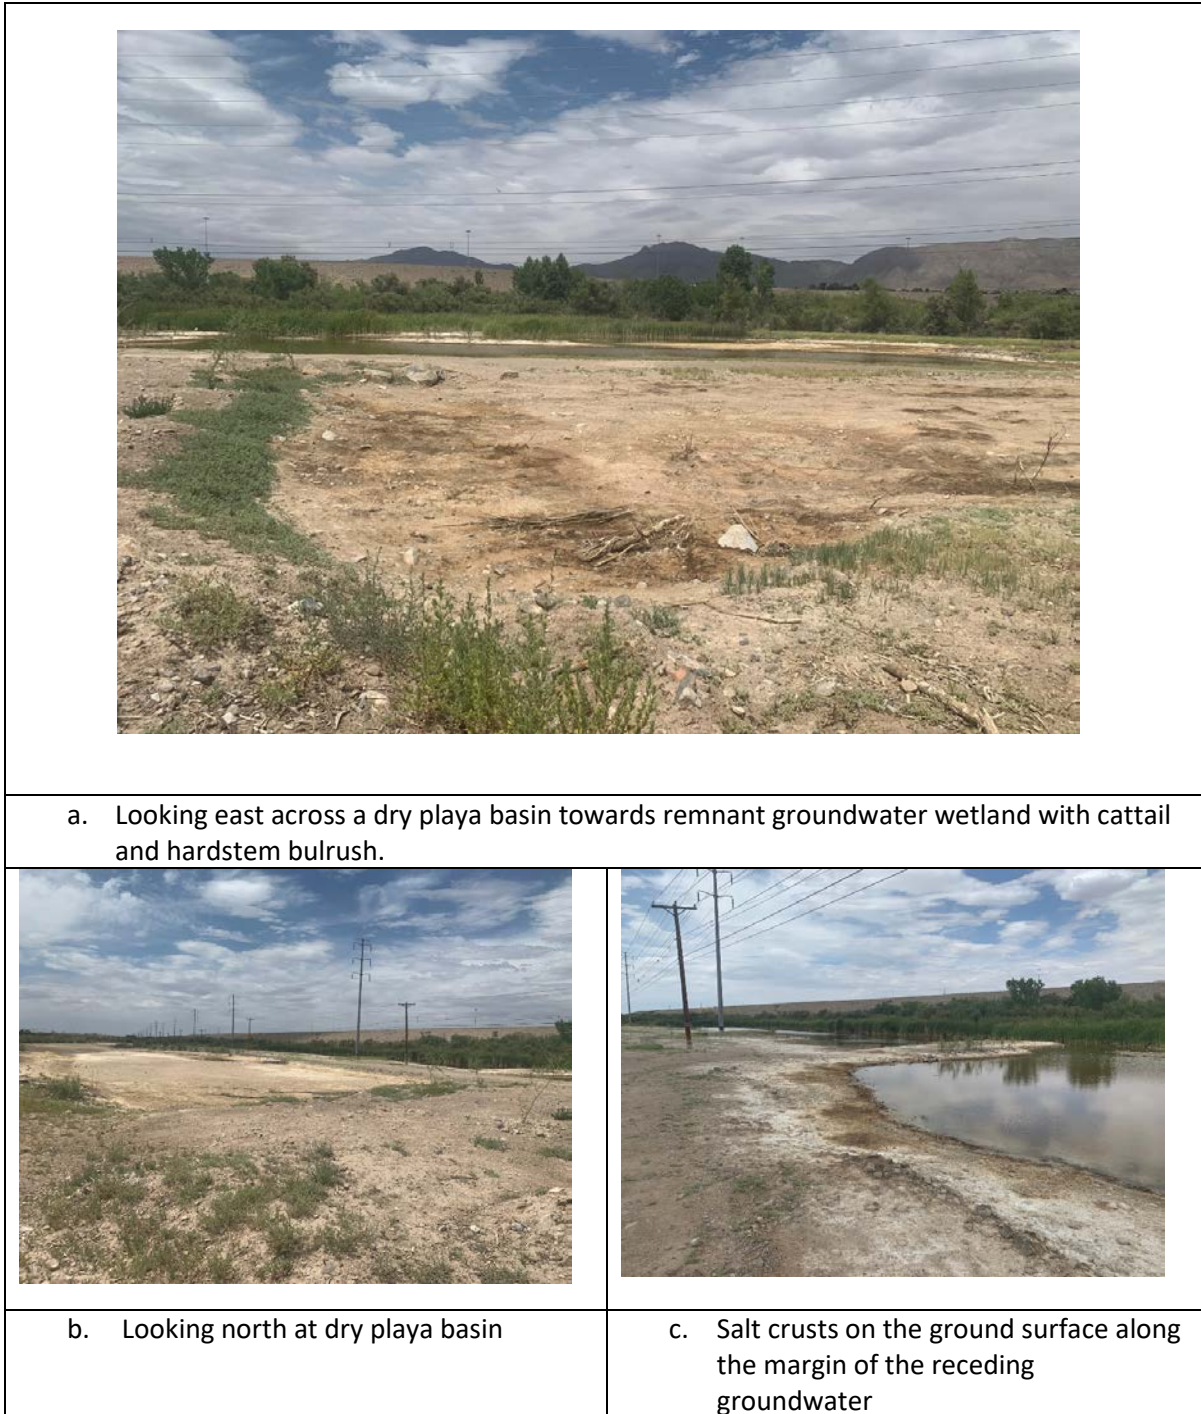 a. Looking east across a dry playa basin towards remnant groundwater wetland with cattail
and hardstem bulrush.
b. Looking north at dry playa basin
c. Salt crusts on the ground surface along
the margin of the receding
groundwater